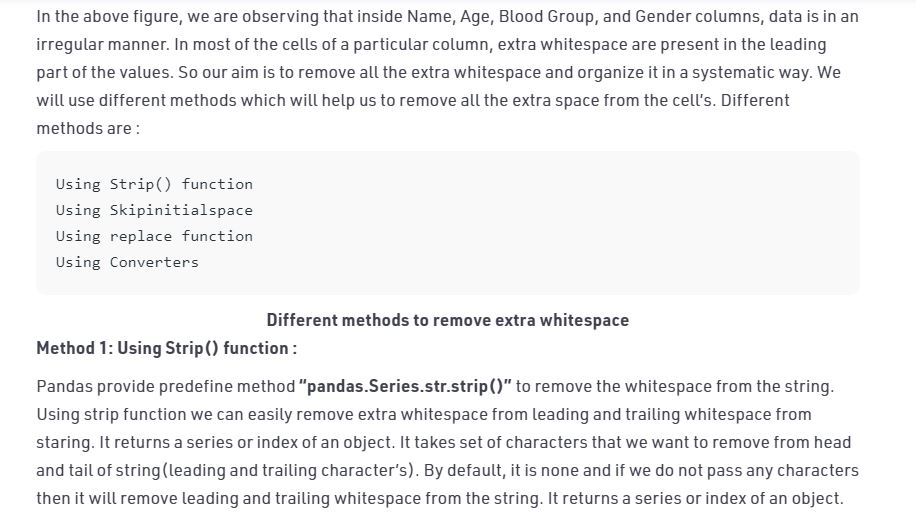 In the above figure, we are observing that inside Name, Age, Blood Group, and Gender columns, data is in an
irregular manner. In most of the cells of a particular column, extra whitespace are present in the leading
part of the values. So our aim is to remove all the extra whitespace and organize it in a systematic way. We
will use different methods which will help us to remove all the extra space from the cell's. Different
methods are :
Using Strip() function
Using Skipinitialspace
Using replace function
Using Converters
Different methods to remove extra whitespace
Method 1: Using Strip() function :
Pandas provide predefine method “pandas.Series.str.strip()” to remove the whitespace from the string.
Using strip function we can easily remove extra whitespace from leading and trailing whitespace from
staring. It returns a series or index of an object. It takes set of characters that we want to remove from head
and tail of string(leading and trailing character's). By default, it is none and if we do not pass any characters
then it will remove leading and trailing whitespace from the string. It returns a series or index of an object.